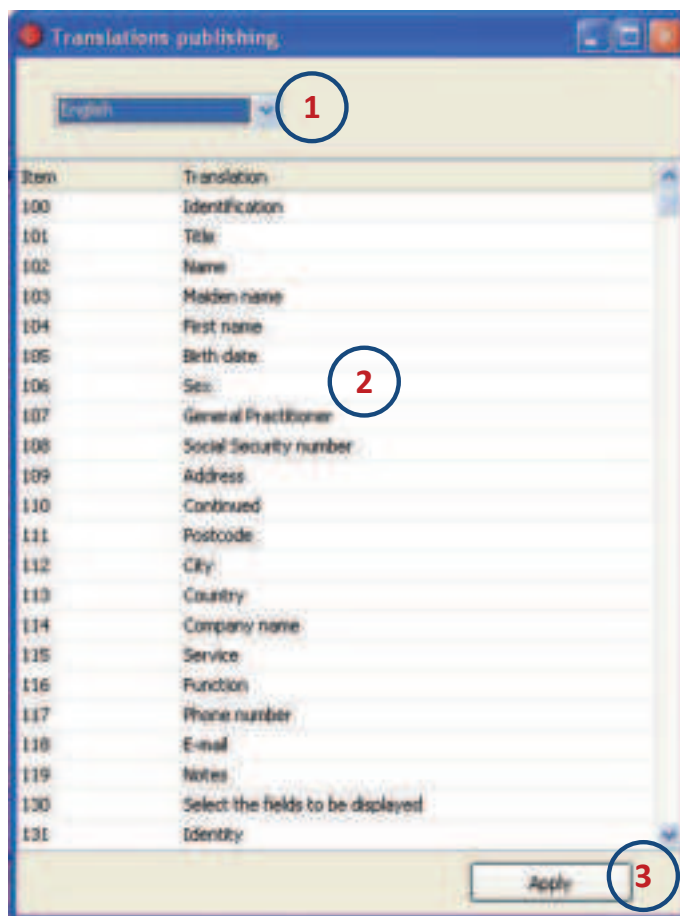 Translations publishing
English
1
Item Translation
100 Identification
101 Title
102 Name
103 Maiden name
104 First name
105 Birth date
106 Sex
2
107 General Practitioner
108 Social Security number
109 Address
110 Continued
111 Postcode
112 City
113 Country
114 Company name
115 Service
116 Function
117 Phone number
118 E-mail
119 Notes
130 Select the fields to be displayed
131 Identity
Apply
3